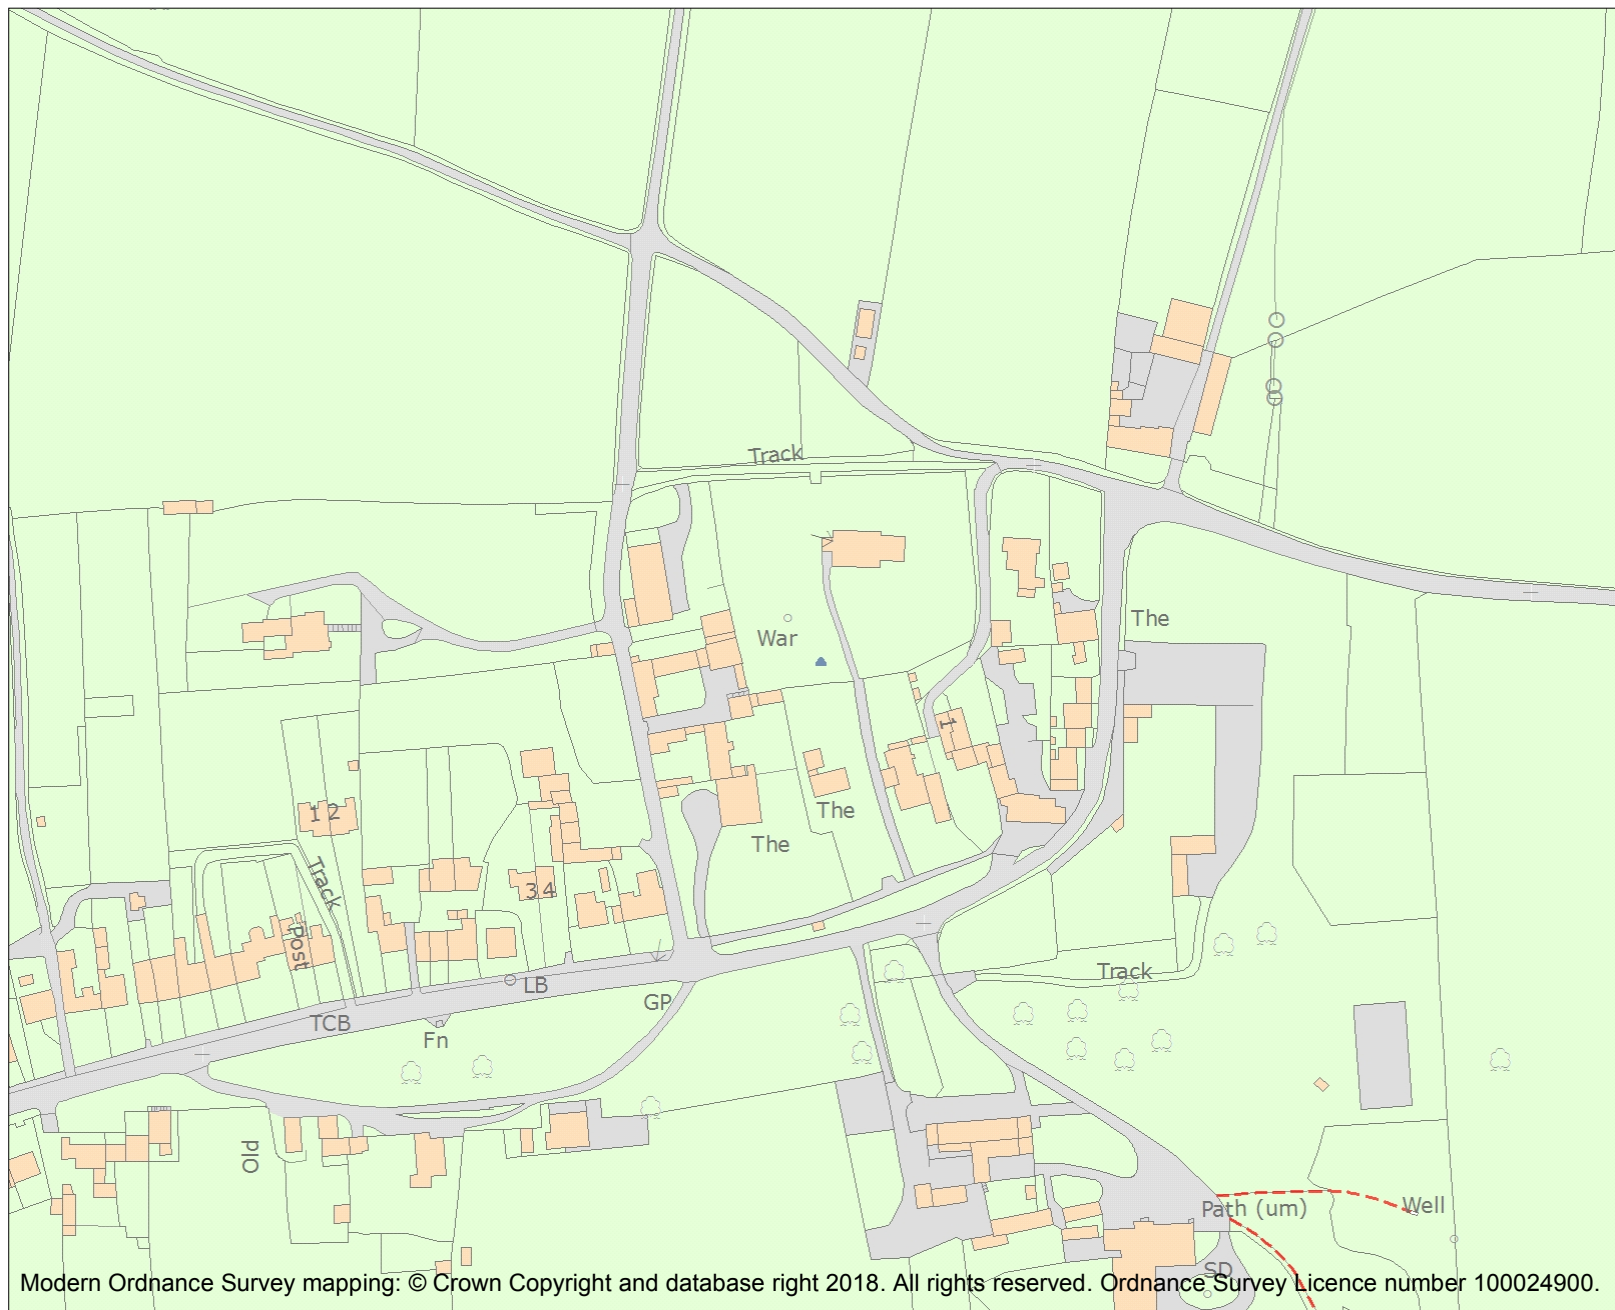 Track
The
War
1
The
The
1 2
Track
3 4
Post
Track
LB
GP
TCB
Fn
Old
Path (um)
Well
SD
Modern Ordnance Survey mapping: © Crown Copyright and database right 2018. All rights reserved. Ordnance Survey Licence number 100024900.